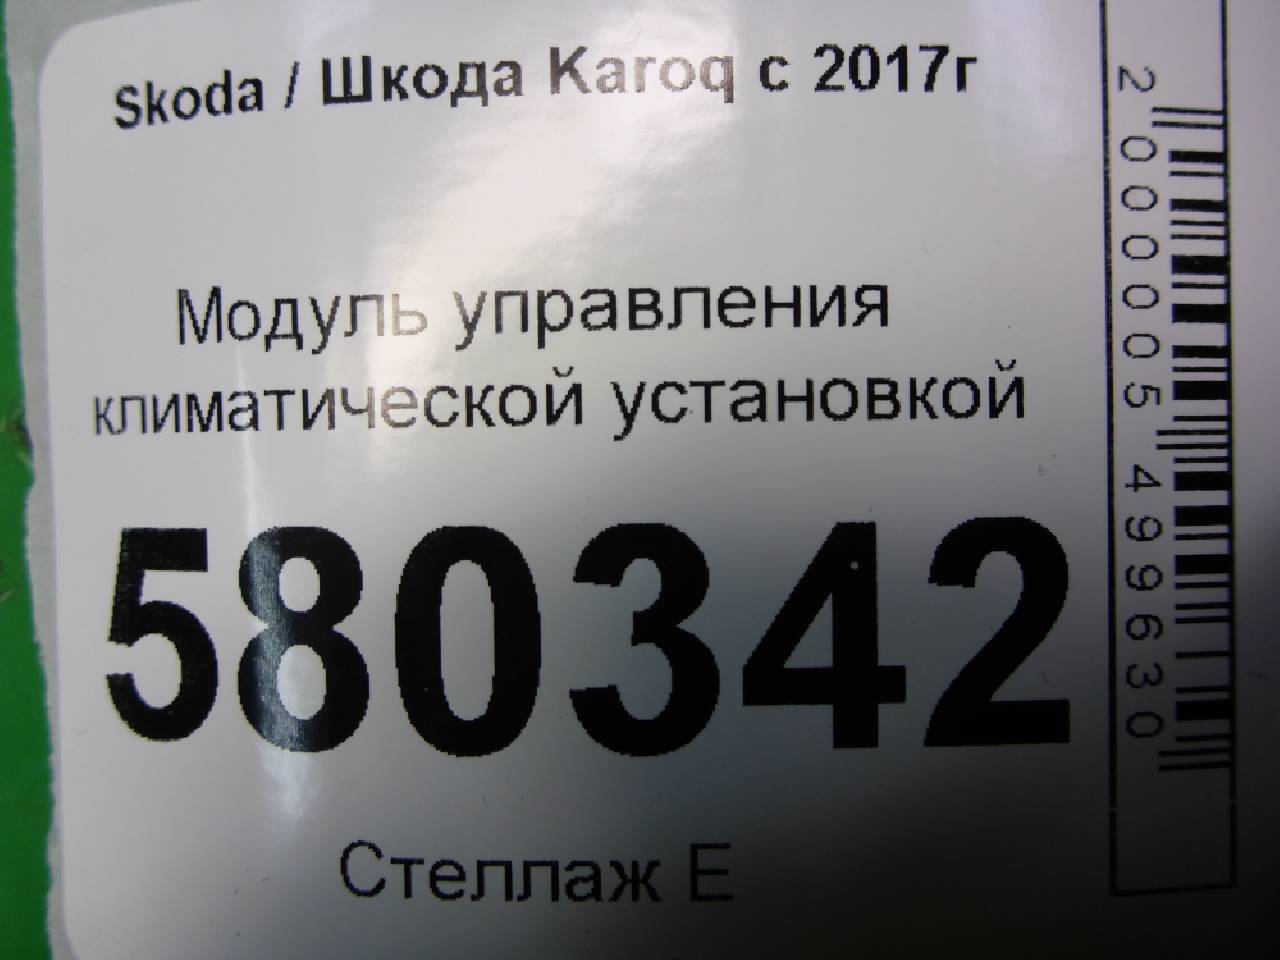 Skoda / Шкода Karoq с 2017г
Модуль управления
климатической установкой
580342
Стеллаж Е
2000005499630